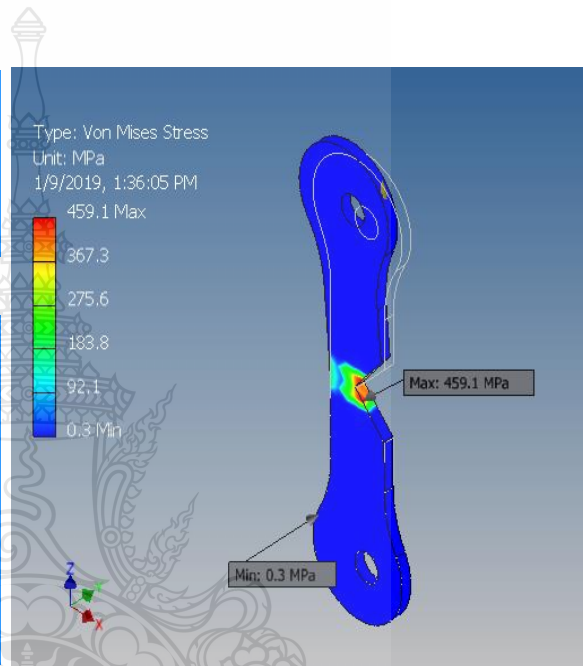 Type: Von Mises Stress
Unit: MPa
1/9/2019, 1:36:05 PM
459.1 Max
367.3
275.6
183.8
92.1
0.3 Min
Max: 459.1 MPa
Min: 0.3 MPa
Z
Y
X